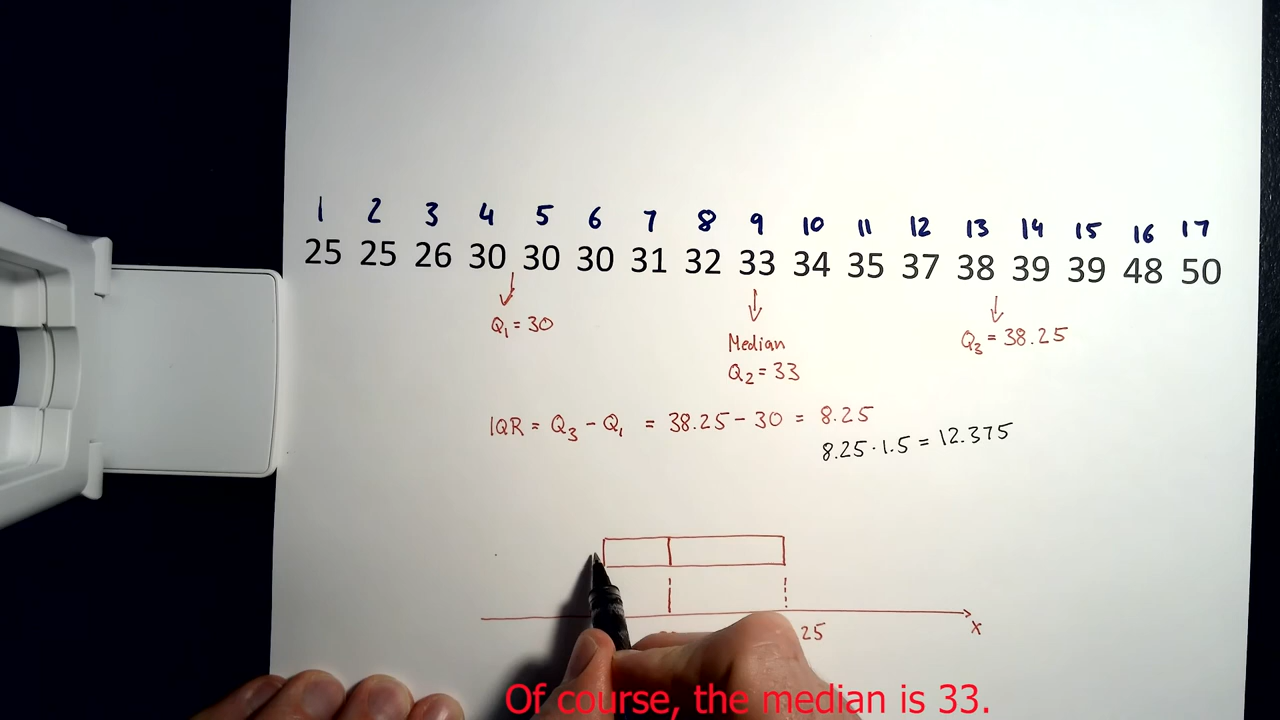 1 2 3 4 5 6 7 8 9 10 11 12 13 14 15 16 17
25 25 26 30 30 30 31 32 33 34 35 37 38 39 39 48 50
Q₁ = 30
Median
Q₂ = 33
Q₃ = 38.25
IQR = Q₃ - Q₁ = 38.25 - 30 = 8.25
8.25 · 1.5 = 12.375
25
x
Of course, the median is 33.